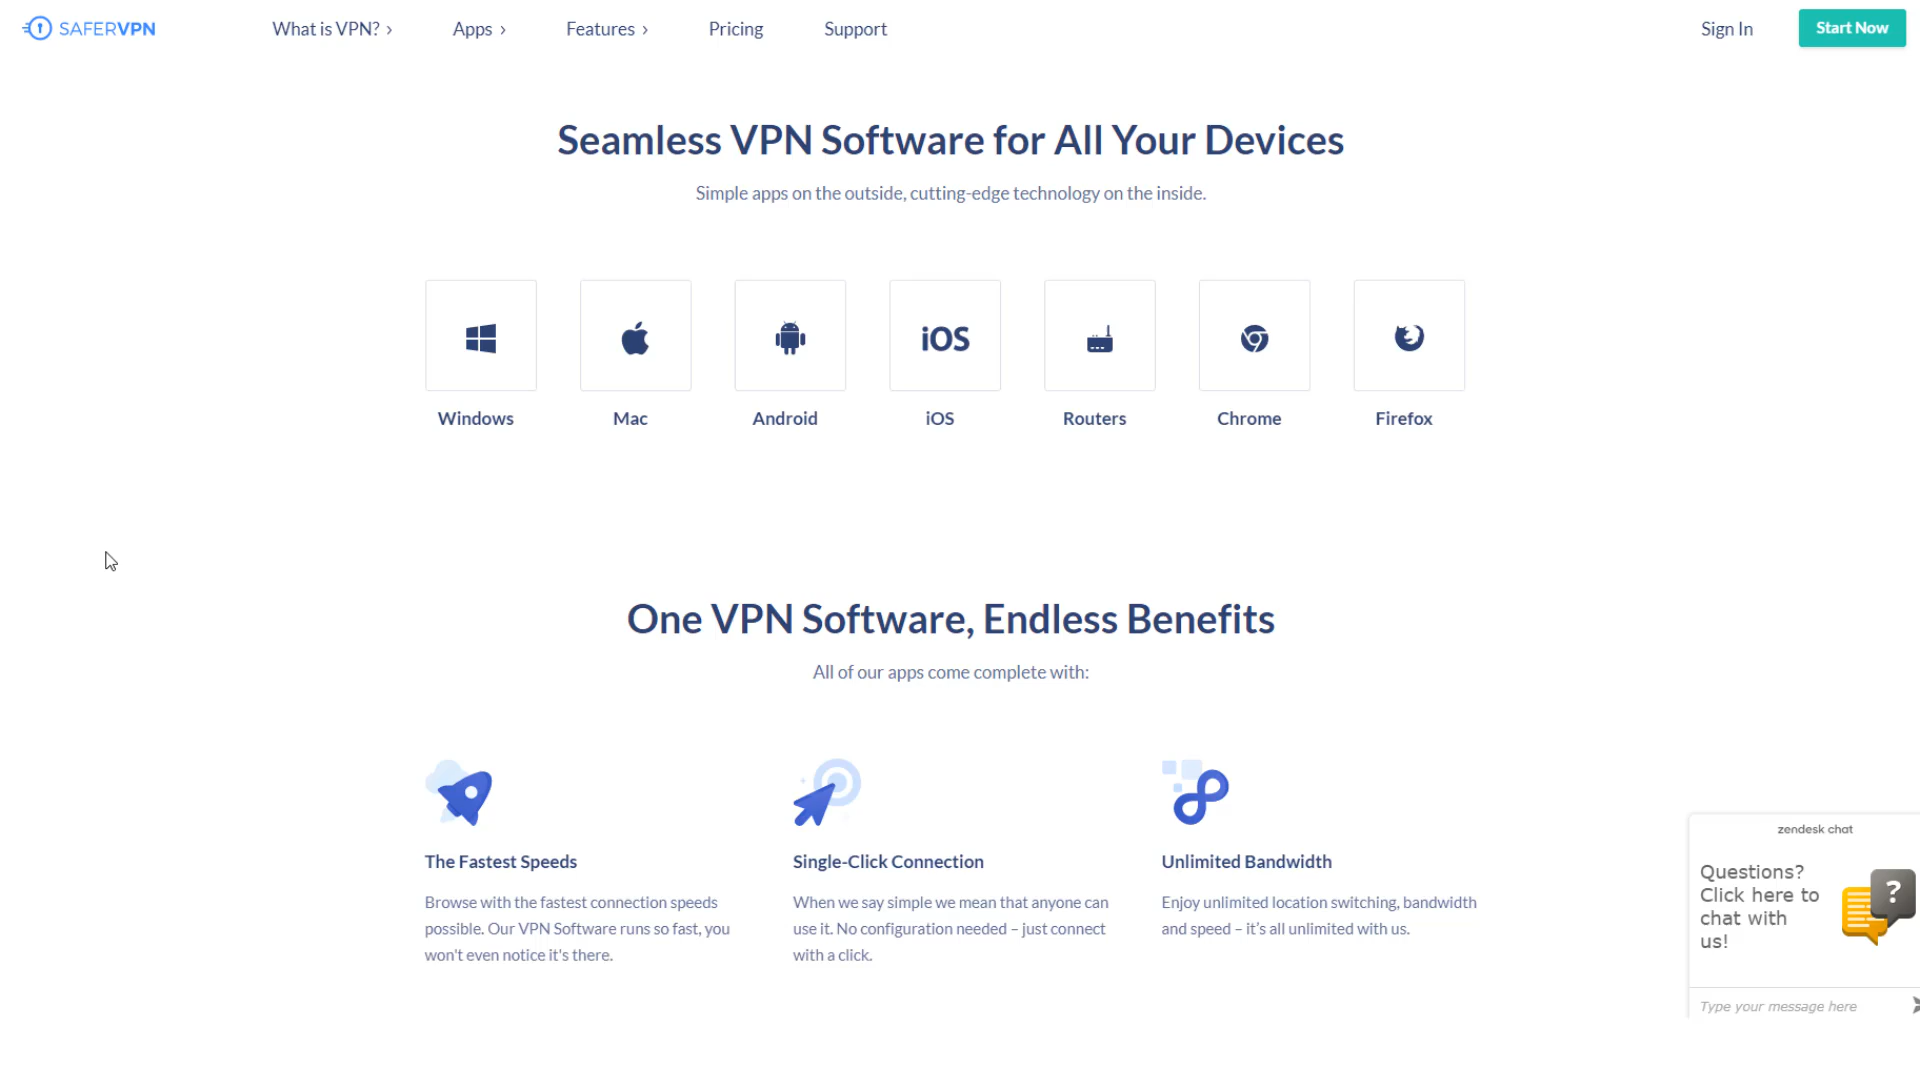 SAFERVPN
What is VPN? ›
Apps ›
Features ›
Pricing
Support
Sign In
Start Now
Seamless VPN Software for All Your Devices
Simple apps on the outside, cutting-edge technology on the inside.
iOS
Windows
Mac
Android
iOS
Routers
Chrome
Firefox
One VPN Software, Endless Benefits
All of our apps come complete with:
The Fastest Speeds
Browse with the fastest connection speeds
possible. Our VPN Software runs so fast, you
won't even notice it's there.
Single-Click Connection
When we say simple we mean that anyone can
use it. No configuration needed – just connect
with a click.
Unlimited Bandwidth
Enjoy unlimited location switching, bandwidth
and speed – it’s all unlimited with us.
zendesk chat
Questions?
Click here to
chat with
us!
?
Type your message here